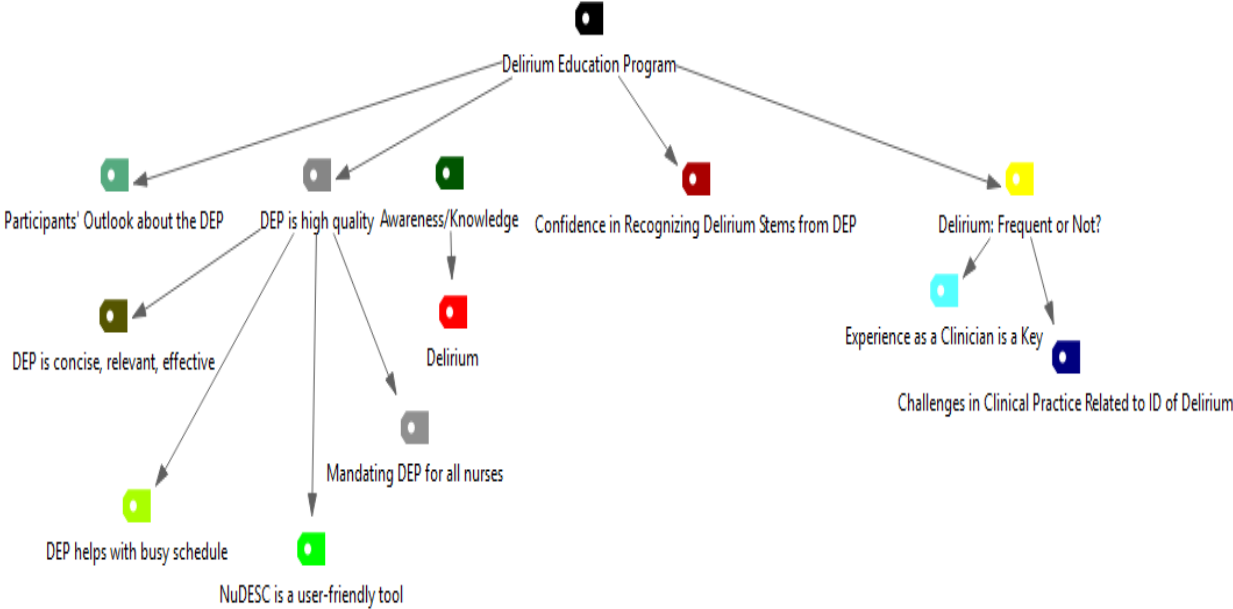 Delirium Education Program
Participants' Outlook about the DEP
DEP is high quality
Awareness/Knowledge
Confidence in Recognizing Delirium Stems from DEP
Delirium: Frequent or Not?
DEP is concise, relevant, effective
Delirium
Experience as a Clinician is a Key
Challenges in Clinical Practice Related to ID of Delirium
Mandating DEP for all nurses
DEP helps with busy schedule
NuDESC is a user-friendly tool